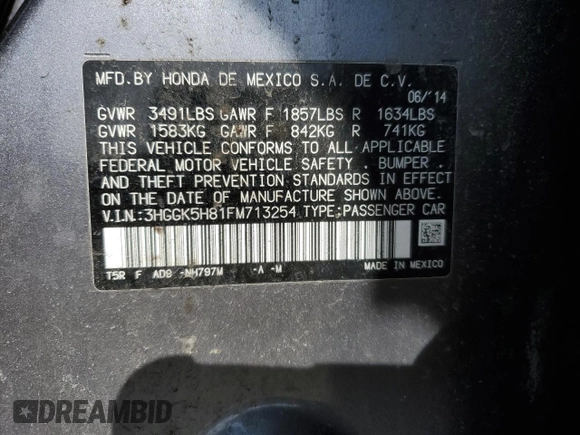 MFD.BY HONDA DE MEXICO S.A. DE C.V.
06/'14
GVWR 3491LBS GAWR F 1857LBS R 1634LBS
GVWR 1583KG GAWR F 842KG R 741KG
THIS VEHICLE CONFORMS TO ALL APPLICABLE
FEDERAL MOTOR VEHICLE SAFETY . BUMPER .
AND THEFT PREVENTION STANDARDS IN EFFECT
ON THE DATE OF MANUFACTURE SHOWN ABOVE.
V.I.N:3HGGK5H81FM713254 TYPE:PASSENGER CAR
T5R F AD9 -NH797M -A -M MADE IN MEXICO
DREAMBID